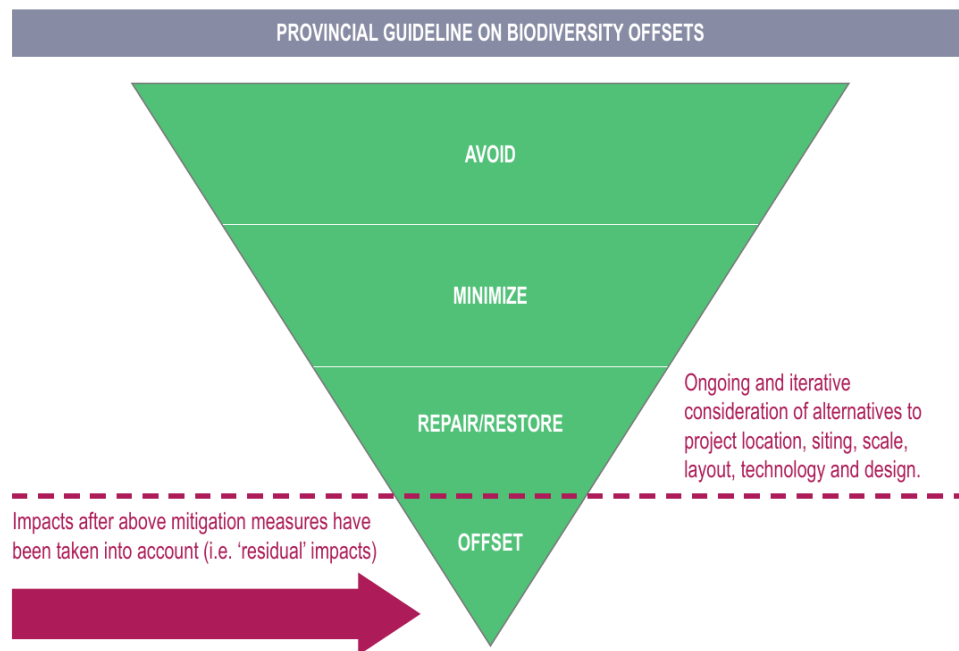 PROVINCIAL GUIDELINE ON BIODIVERSITY OFFSETS
AVOID
MINIMIZE
REPAIR/RESTORE
Ongoing and iterative
consideration of alternatives to
project location, siting, scale,
layout, technology and design.
Impacts after above mitigation measures have
been taken into account (i.e. ‘residual’ impacts)
OFFSET